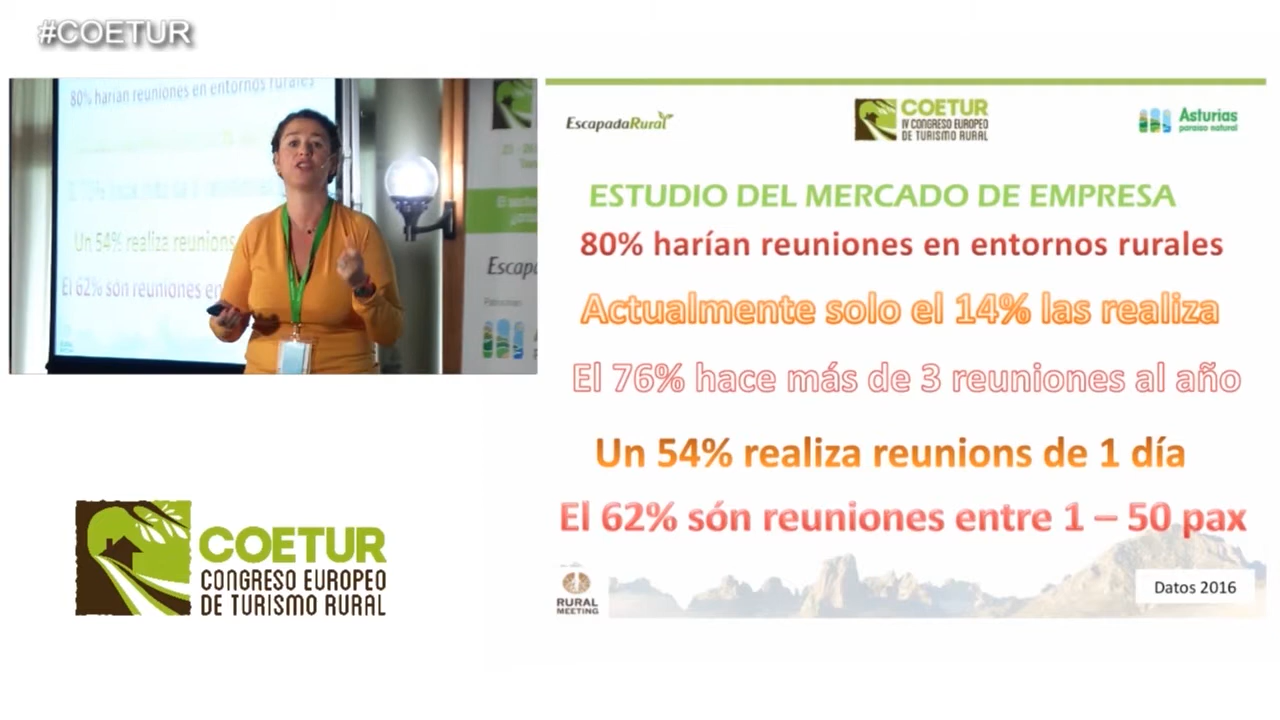 #COETUR
80% harían reuniones en entornos rurales
Un 54% realiza reuniones
El 62% són reuniones en
Escap
EscapadaRural
COETUR
IV CONGRESO EUROPEO
DE TURISMO RURAL
Asturias
paraíso natural
ESTUDIO DEL MERCADO DE EMPRESA
80% harían reuniones en entornos rurales
Actualmente solo el 14% las realiza
El 76% hace más de 3 reuniones al año
Un 54% realiza reunions de 1 día
El 62% són reuniones entre 1 – 50 pax
RURAL
MEETING
Datos 2016
COETUR
CONGRESO EUROPEO
DE TURISMO RURAL